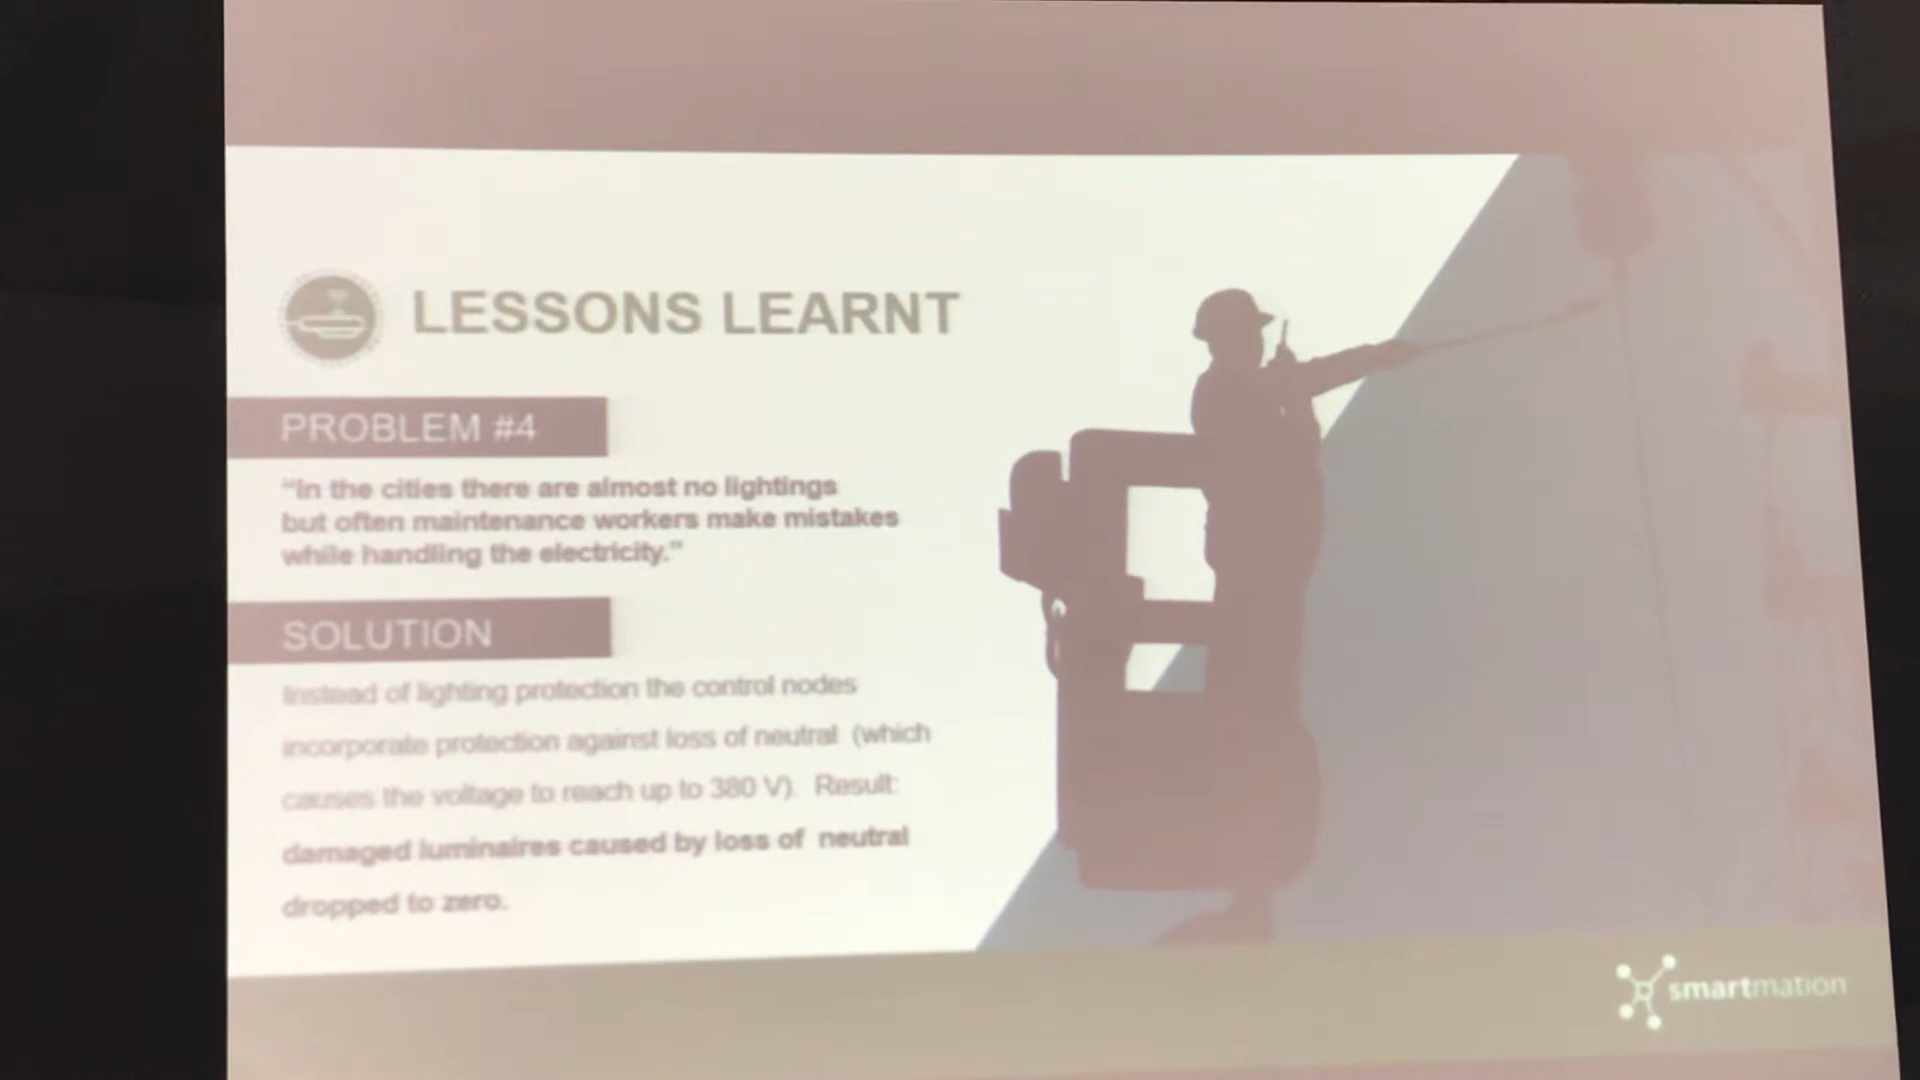 LESSONS LEARNT
PROBLEM #4
“In the cities there are almost no lightings
but often maintenance workers make mistakes
while handling the electricity.”
SOLUTION
Instead of lighting protection the control nodes
incorporate protection against loss of neutral (which
causes the voltage to reach up to 380 V). Result:
damaged luminaires caused by loss of neutral
dropped to zero.
smartmation